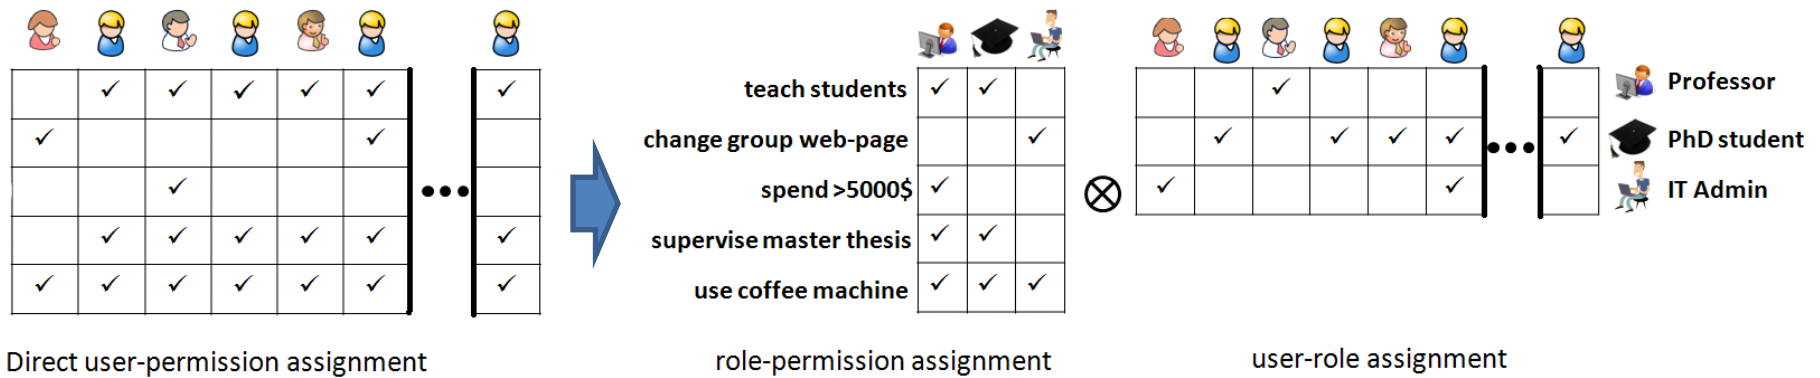 teach students
change group web-page
spend >5000$
supervise master thesis
use coffee machine
Professor
PhD student
IT Admin
Direct user-permission assignment
role-permission assignment
user-role assignment